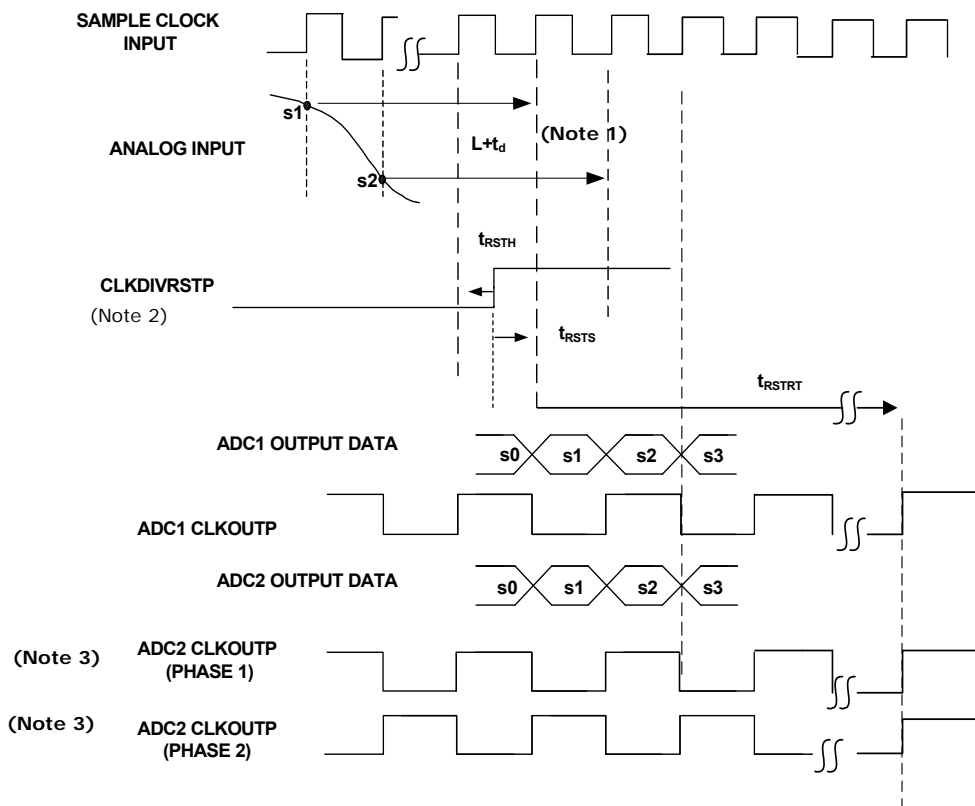 SAMPLE CLOCK
INPUT
s1
(Note 1)
L+td
ANALOG INPUT
s2
tRSTH
CLKDIVRSTP
(Note 2)
tRSTS
tRSTRT
ADC1 OUTPUT DATA
s0 s1 s2 s3
ADC1 CLKOUTP
ADC2 OUTPUT DATA
s0 s1 s2 s3
(Note 3) ADC2 CLKOUTP
(PHASE 1)
(Note 3) ADC2 CLKOUTP
(PHASE 2)